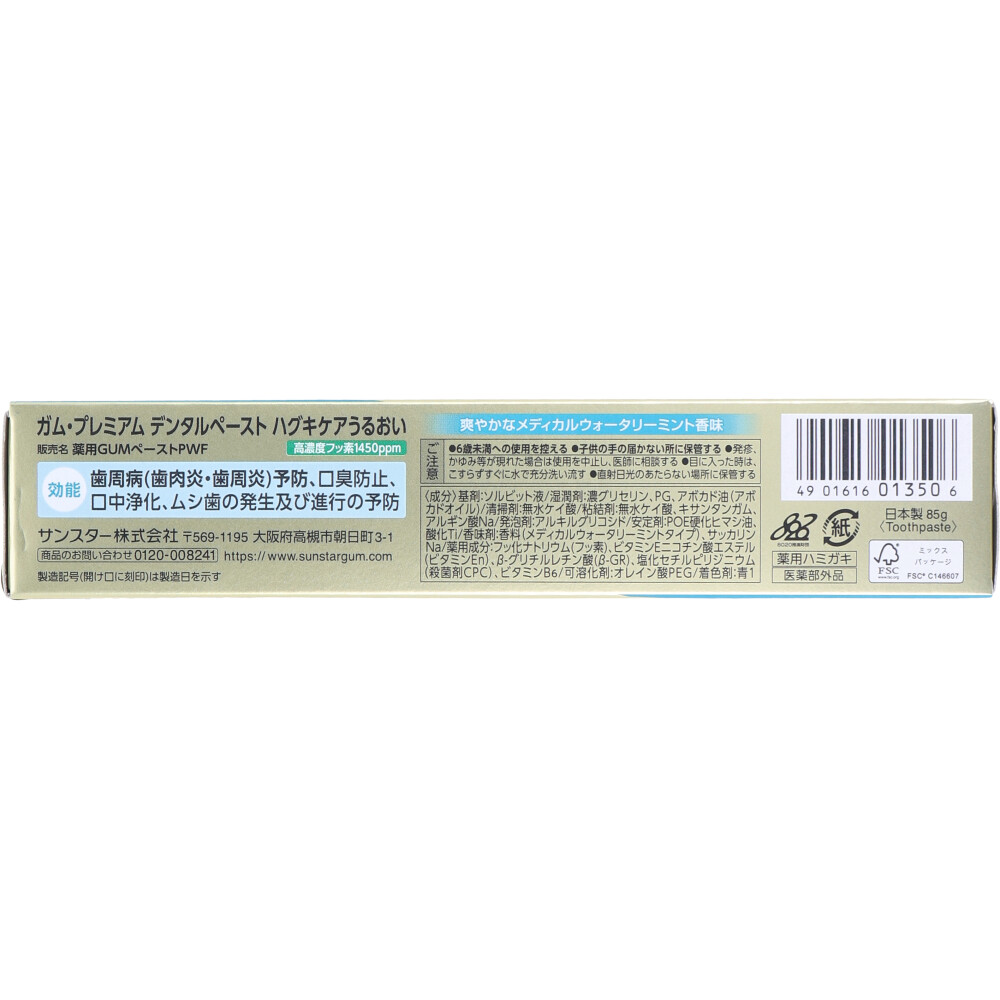 ガム・プレミアム デンタルペースト ハグキケアうるおい
販売名 薬用GUMペーストPWF
高濃度フッ素1450ppm
効能
歯周病(歯肉炎・歯周炎)予防、口臭防止、
口中浄化、ムシ歯の発生及び進行の予防
サンスター株式会社 〒569-1195 大阪府高槻市朝日町3-1
商品のお問い合わせ 0120-008241 https://www.sunstargum.com
製造記号(開け口に刻印)は製造日を示す
爽やかなメディカルウォータリーミント香味
ご注意
●6歳未満への使用を控える ●子供の手の届かない所に保管する ●発疹、
かゆみ等が現れた場合は使用を中止し、医師に相談する ●目に入った時は、
こすらずすぐに水で充分洗い流す ●直射日光のあたらない場所に保管する
(成分)基剤:ソルビット液/湿潤剤:濃グリセリン、PG、アボカド油(アボ
カドオイル)/清掃剤:無水ケイ酸/粘結剤:無水ケイ酸、キサンタンガム、
アルギン酸Na/発泡剤:アルキルグリコシド/安定剤:POE硬化ヒマシ油、
酸化Ti/香味剤:香料(メディカルウォータリーミントタイプ)、サッカリン
Na/薬用成分:フッ化ナトリウム(フッ素)、ビタミンEニコチン酸エステル
(ビタミンEn)、β-グリチルレチン酸(β-GR)、塩化セチルピリジニウム
(殺菌剤CPC)、ビタミンB6/可溶化剤:オレイン酸PEG/着色剤:青1
4 901616 013506
日本製 85g
〈Toothpaste〉
8020
紙
薬用ハミガキ
医薬部外品
FSC
www.fsc.org
ミックス
パッケージ
FSC® C146607